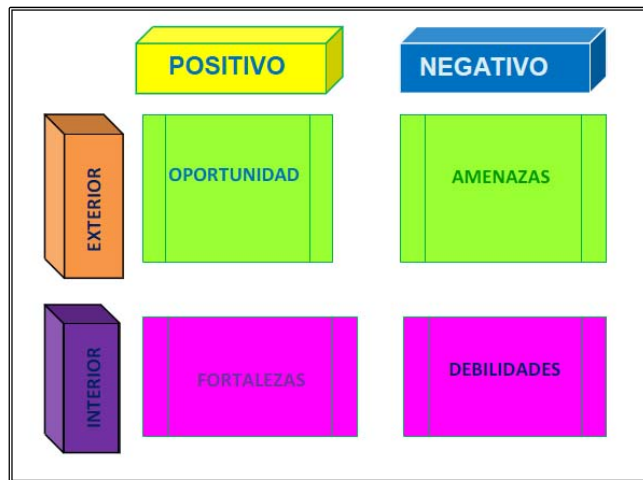 POSITIVO
NEGATIVO
EXTERIOR
OPORTUNIDAD
AMENAZAS
INTERIOR
FORTALEZAS
DEBILIDADES